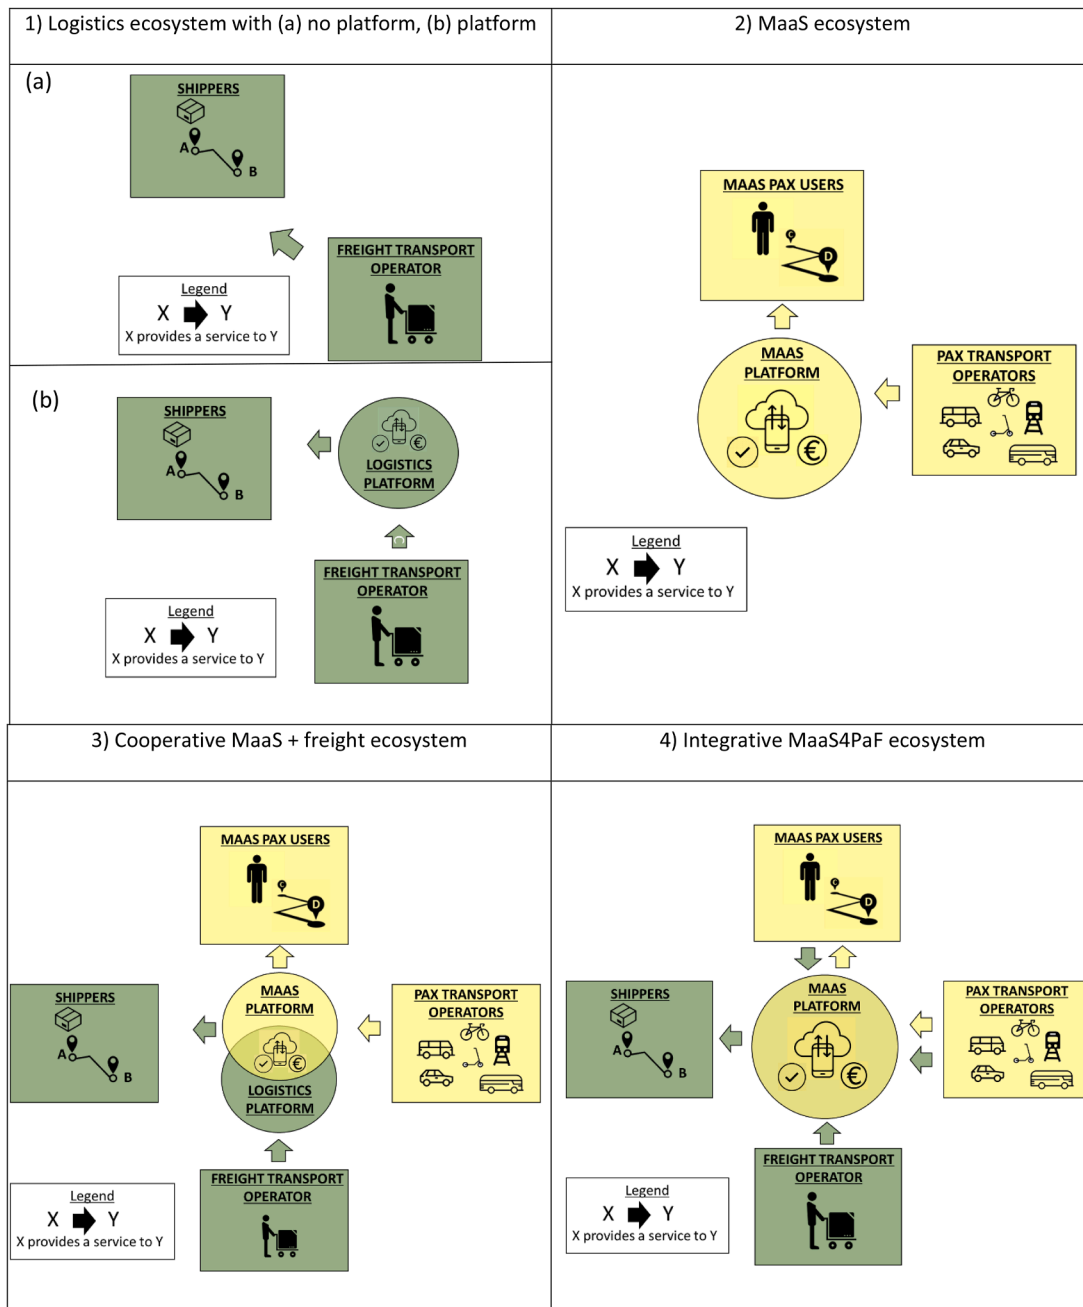 1) Logistics ecosystem with (a) no platform, (b) platform
2) MaaS ecosystem
(a)
SHIPPERS
A
B
FREIGHT TRANSPORT
OPERATOR
Legend
X Y
X provides a service to Y
(b)
SHIPPERS
A
B
LOGISTICS
PLATFORM
€
FREIGHT TRANSPORT
OPERATOR
Legend
X Y
X provides a service to Y
MAAS PAX USERS
C
D
MAAS
PLATFORM
€
PAX TRANSPORT
OPERATORS
Legend
X Y
X provides a service to Y
3) Cooperative MaaS + freight ecosystem
4) Integrative MaaS4PaF ecosystem
MAAS PAX USERS
C
D
SHIPPERS
A
B
MAAS
PLATFORM
€
LOGISTICS
PLATFORM
PAX TRANSPORT
OPERATORS
FREIGHT TRANSPORT
OPERATOR
Legend
X Y
X provides a service to Y
MAAS PAX USERS
C
D
SHIPPERS
A
B
MAAS
PLATFORM
€
PAX TRANSPORT
OPERATORS
FREIGHT TRANSPORT
OPERATOR
Legend
X Y
X provides a service to Y